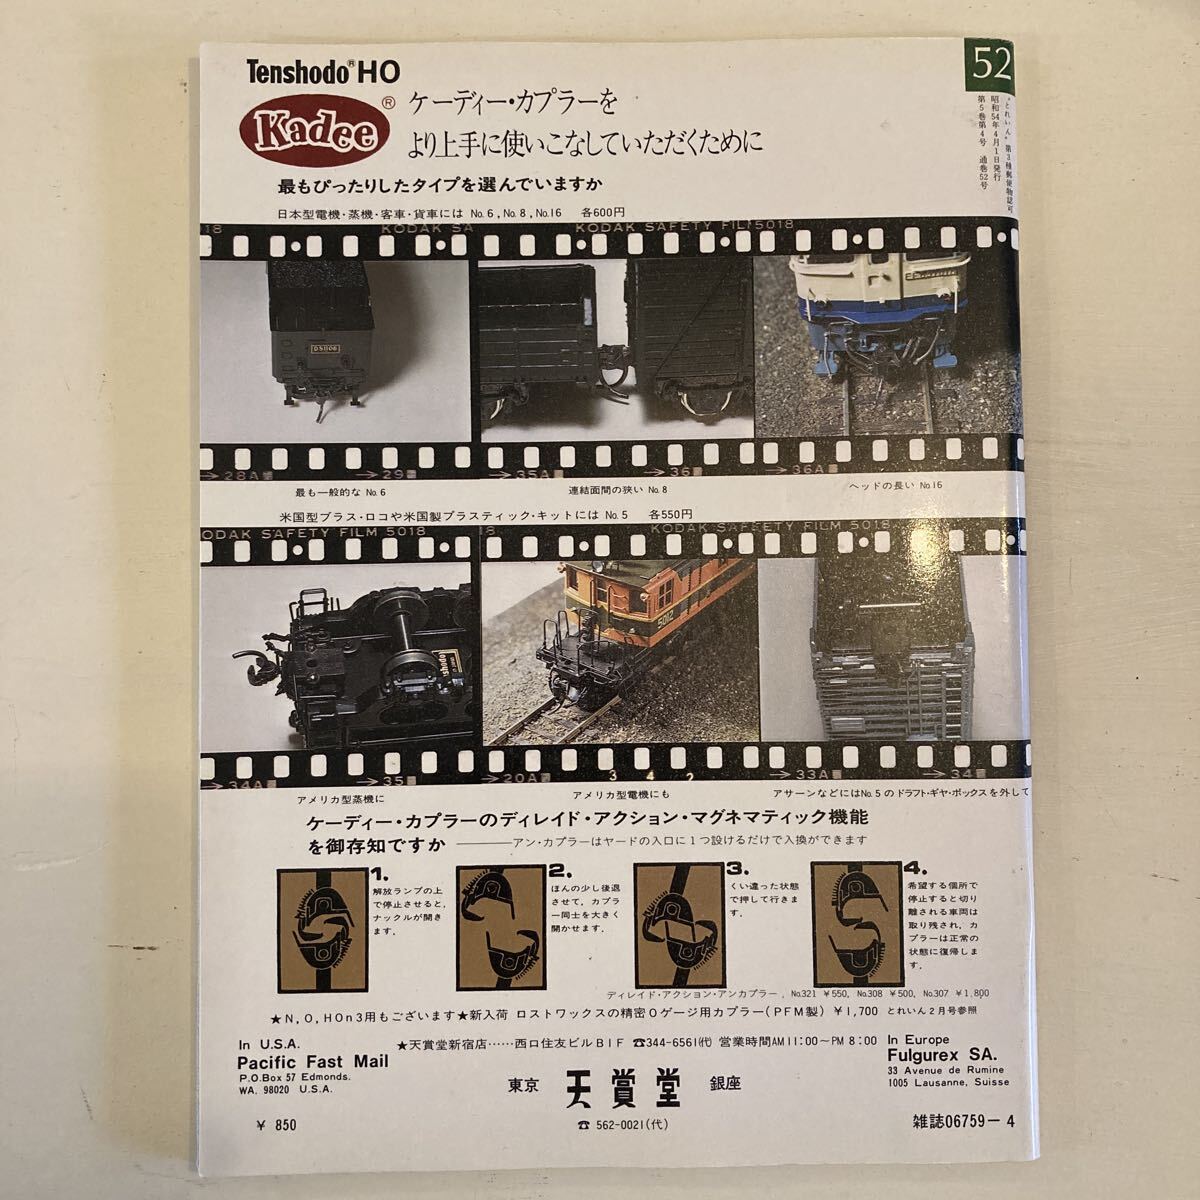 Tenshodo® HO
Kadee ®
ケーディー・カプラーを
より上手に使いこなしていただくために
最もぴったりしたタイプを選んでいますか
日本型電機・蒸機・客車・貨車には No.6, No.8, No.16 各600円
52
"とれいん" 第3種郵便物認可
昭和54年4月1日発行
第5巻第4号 通巻52号
18 KODAK SA KODAK SAFETY FILM 5018
D51106
→28A →29 →35A →36 →36A
最も一般的な No.6
連結面間の狭い No.8
ヘッドの長い No.16
米国型ブラス・ロコや米国製プラスティック・キットには No.5 各550円
KODAK SAFETY FILM 5018 18. KODAK SAFETY FILM 5018
Tenshodo
5012
→34A →35 →20A 3 4 2 →33A →34
アメリカ型蒸機に
アメリカ型電機にも
アサーンなどにはNo.5のドラフト・ギヤ・ボックスを外して
ケーディー・カプラーのディレイド・アクション・マグネマティック機能
を御存知ですか ──アン・カプラーはヤードの入口に1つ設けるだけで入換ができます
1.
解放ランプの上
で停止させると,
ナックルが開き
ます.
2.
ほんの少し後退
させて, カプラ
ー同士を大きく
開かせます.
3.
くい違った状態
で押して行きま
す.
4.
希望する個所で
停止すると切り
離される車両は
取り残され, カ
プラーは正常の
状態に復帰しま
す.
ディレイド・アクション・アンカプラー, No.321 ¥550, No.308 ¥500, No.307 ¥1,800
★N, O, HOn3用もございます★新入荷 ロストワックスの精密Oゲージ用カプラー(PFM製) ¥1,700 とれいん2月号参照
In U.S.A.
Pacific Fast Mail
P.O.Box 57 Edmonds.
WA. 98020 U.S.A.
★天賞堂新宿店……西口住友ビルB1F ☎344-6561(代) 営業時間AM11:00〜PM8:00
東京 天賞堂 銀座
☎ 562-0021(代)
In Europe
Fulgurex SA.
33 Avenue de Rumine
1005 Lausanne, Suisse
¥ 850
雑誌06759-4